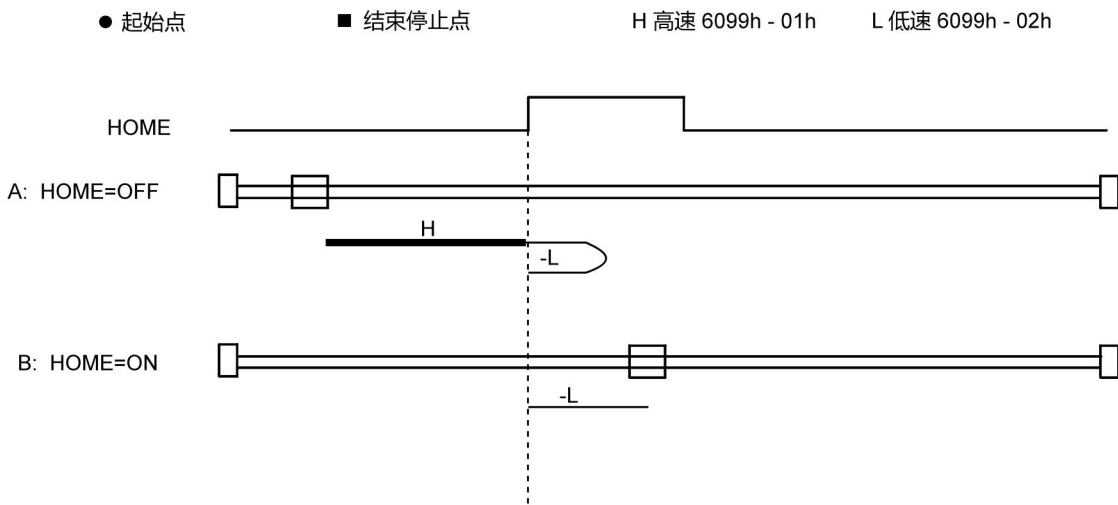 ● 起始点 ■ 结束停止点 H 高速 6099h - 01h L 低速 6099h - 02h
HOME
A: HOME=OFF
H
-L
B: HOME=ON
-L